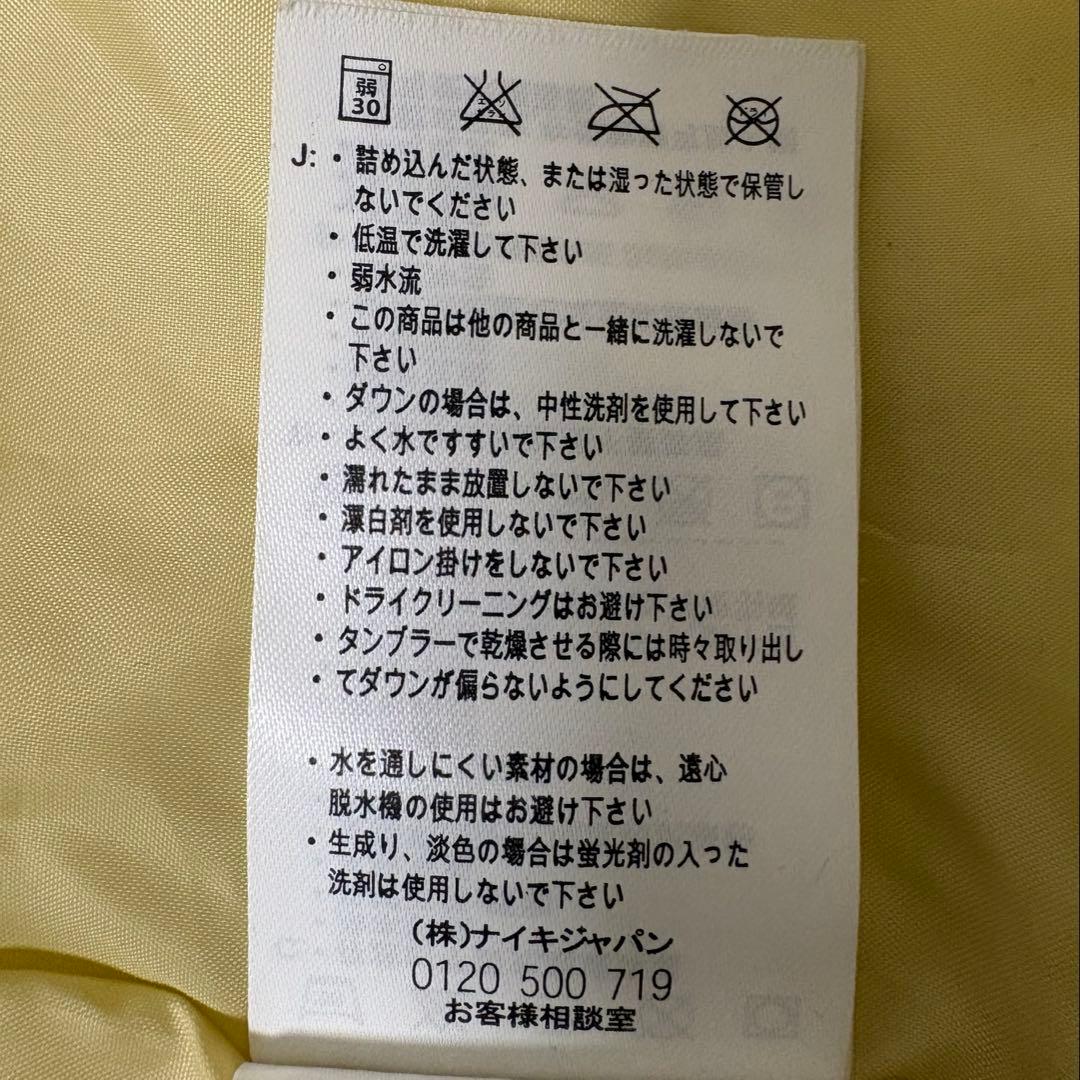 弱
30
エンソ
サラシ
ドライ
J: ・ 詰め込んだ状態、または湿った状態で保管し
ないでください
・ 低温で洗濯して下さい
・ 弱水流
・ この商品は他の商品と一緒に洗濯しないで
下さい
・ ダウンの場合は、中性洗剤を使用して下さい
・ よく水ですすいで下さい
・ 濡れたまま放置しないで下さい
・ 漂白剤を使用しないで下さい
・ アイロン掛けをしないで下さい
・ ドライクリーニングはお避け下さい
・ タンブラーで乾燥させる際には時々取り出し
・ てダウンが偏らないようにしてください
・ 水を通しにくい素材の場合は、遠心
脱水機の使用はお避け下さい
・ 生成り、淡色の場合は蛍光剤の入った
洗剤は使用しないで下さい
(株)ナイキジャパン
0120 500 719
お客様相談室